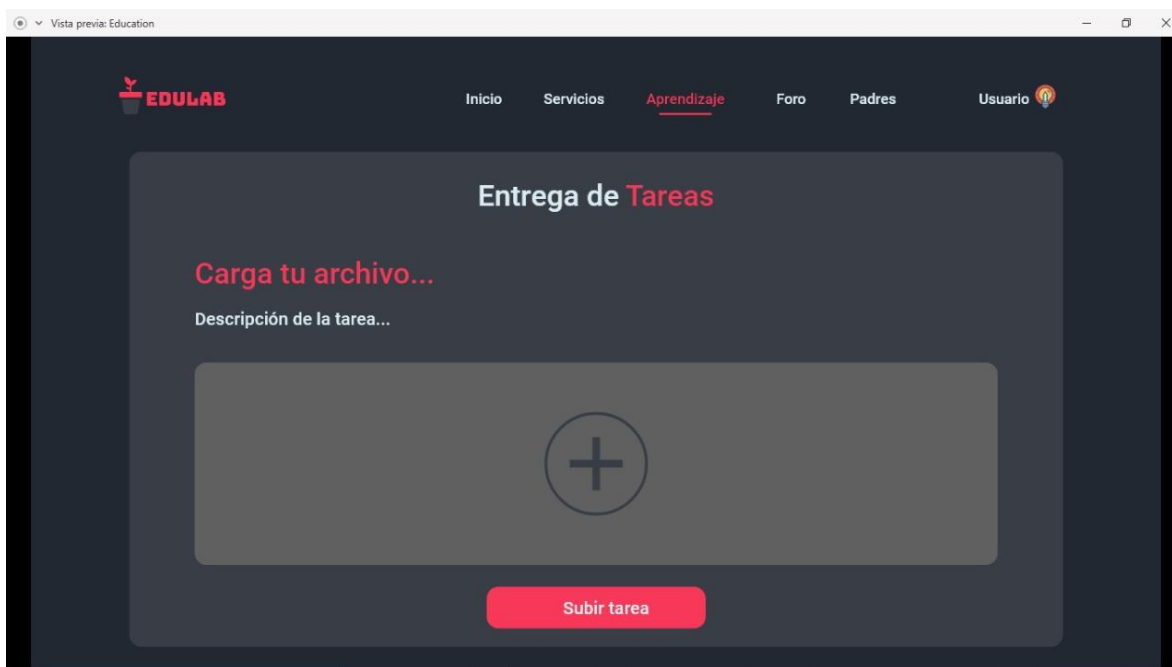 Vista previa: Education
EDULAB
Inicio Servicios Aprendizaje Foro Padres Usuario
Entrega de Tareas
Carga tu archivo...
Descripción de la tarea...
Subir tarea